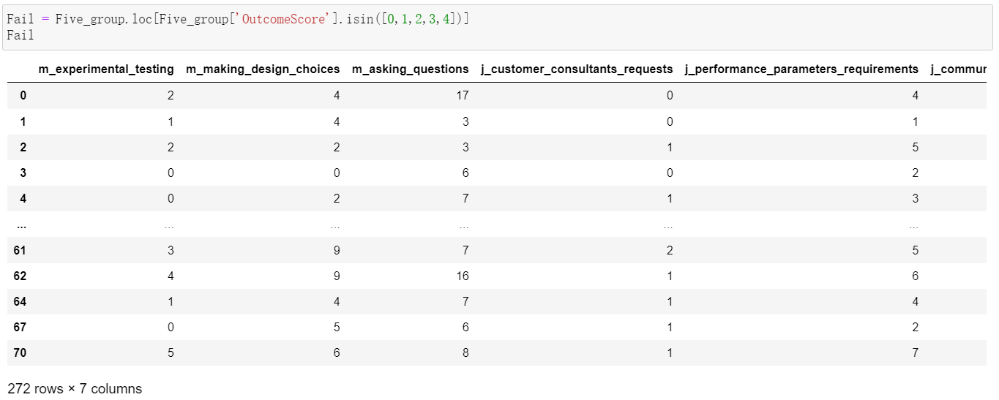 Fail = Five_group.loc[Five_group['OutcomeScore'].isin([0,1,2,3,4])]
Fail
m_experimental_testing m_making_design_choices m_asking_questions j_customer_consultants_requests j_performance_parameters_requirements j_commur
0 2 4 17 0 4
1 1 4 3 0 1
2 2 2 3 1 5
3 0 0 6 0 2
4 0 2 7 1 3
... ... ... ... ... ...
61 3 9 7 2 5
62 4 9 16 1 6
64 1 4 7 1 4
67 0 5 6 1 2
70 5 6 8 1 7
272 rows × 7 columns